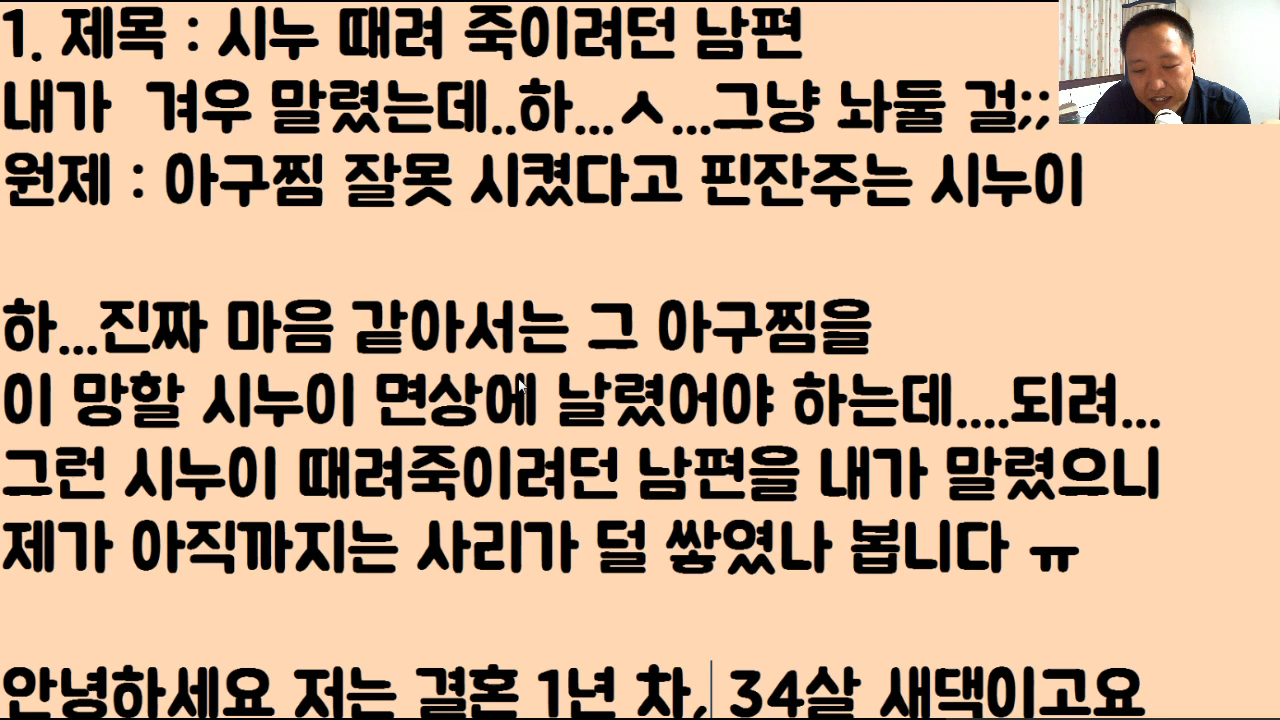 1. 제목 : 시누 때려 죽이려던 남편
내가 겨우 말렸는데..하...ㅅ...그냥 놔둘 걸;;
원제 : 아구찜 잘못 시켰다고 핀잔주는 시누이
하...진짜 마음 같아서는 그 아구찜을
이 망할 시누이 면상에 날렸어야 하는데....되려...
그런 시누이 때려죽이려던 남편을 내가 말렸으니
제가 아직까지는 사리가 덜 쌓였나 봅니다 ㅠ
안녕하세요 저는 결혼 1년 차, 34살 새댁이고요